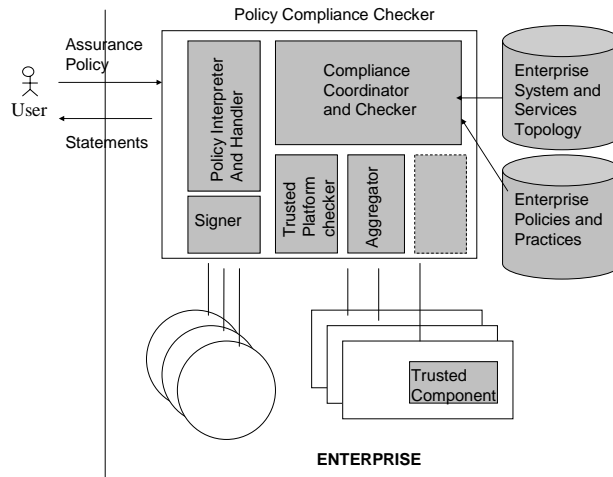 Policy Compliance Checker
Assurance
Policy
User
Statements
Policy Interpreter
And Handler
Compliance
Coordinator
and Checker
Signer
Trusted
Platform
checker
Aggregator
Enterprise
System and
Services
Topology
Enterprise
Policies and
Practices
Trusted
Component
ENTERPRISE